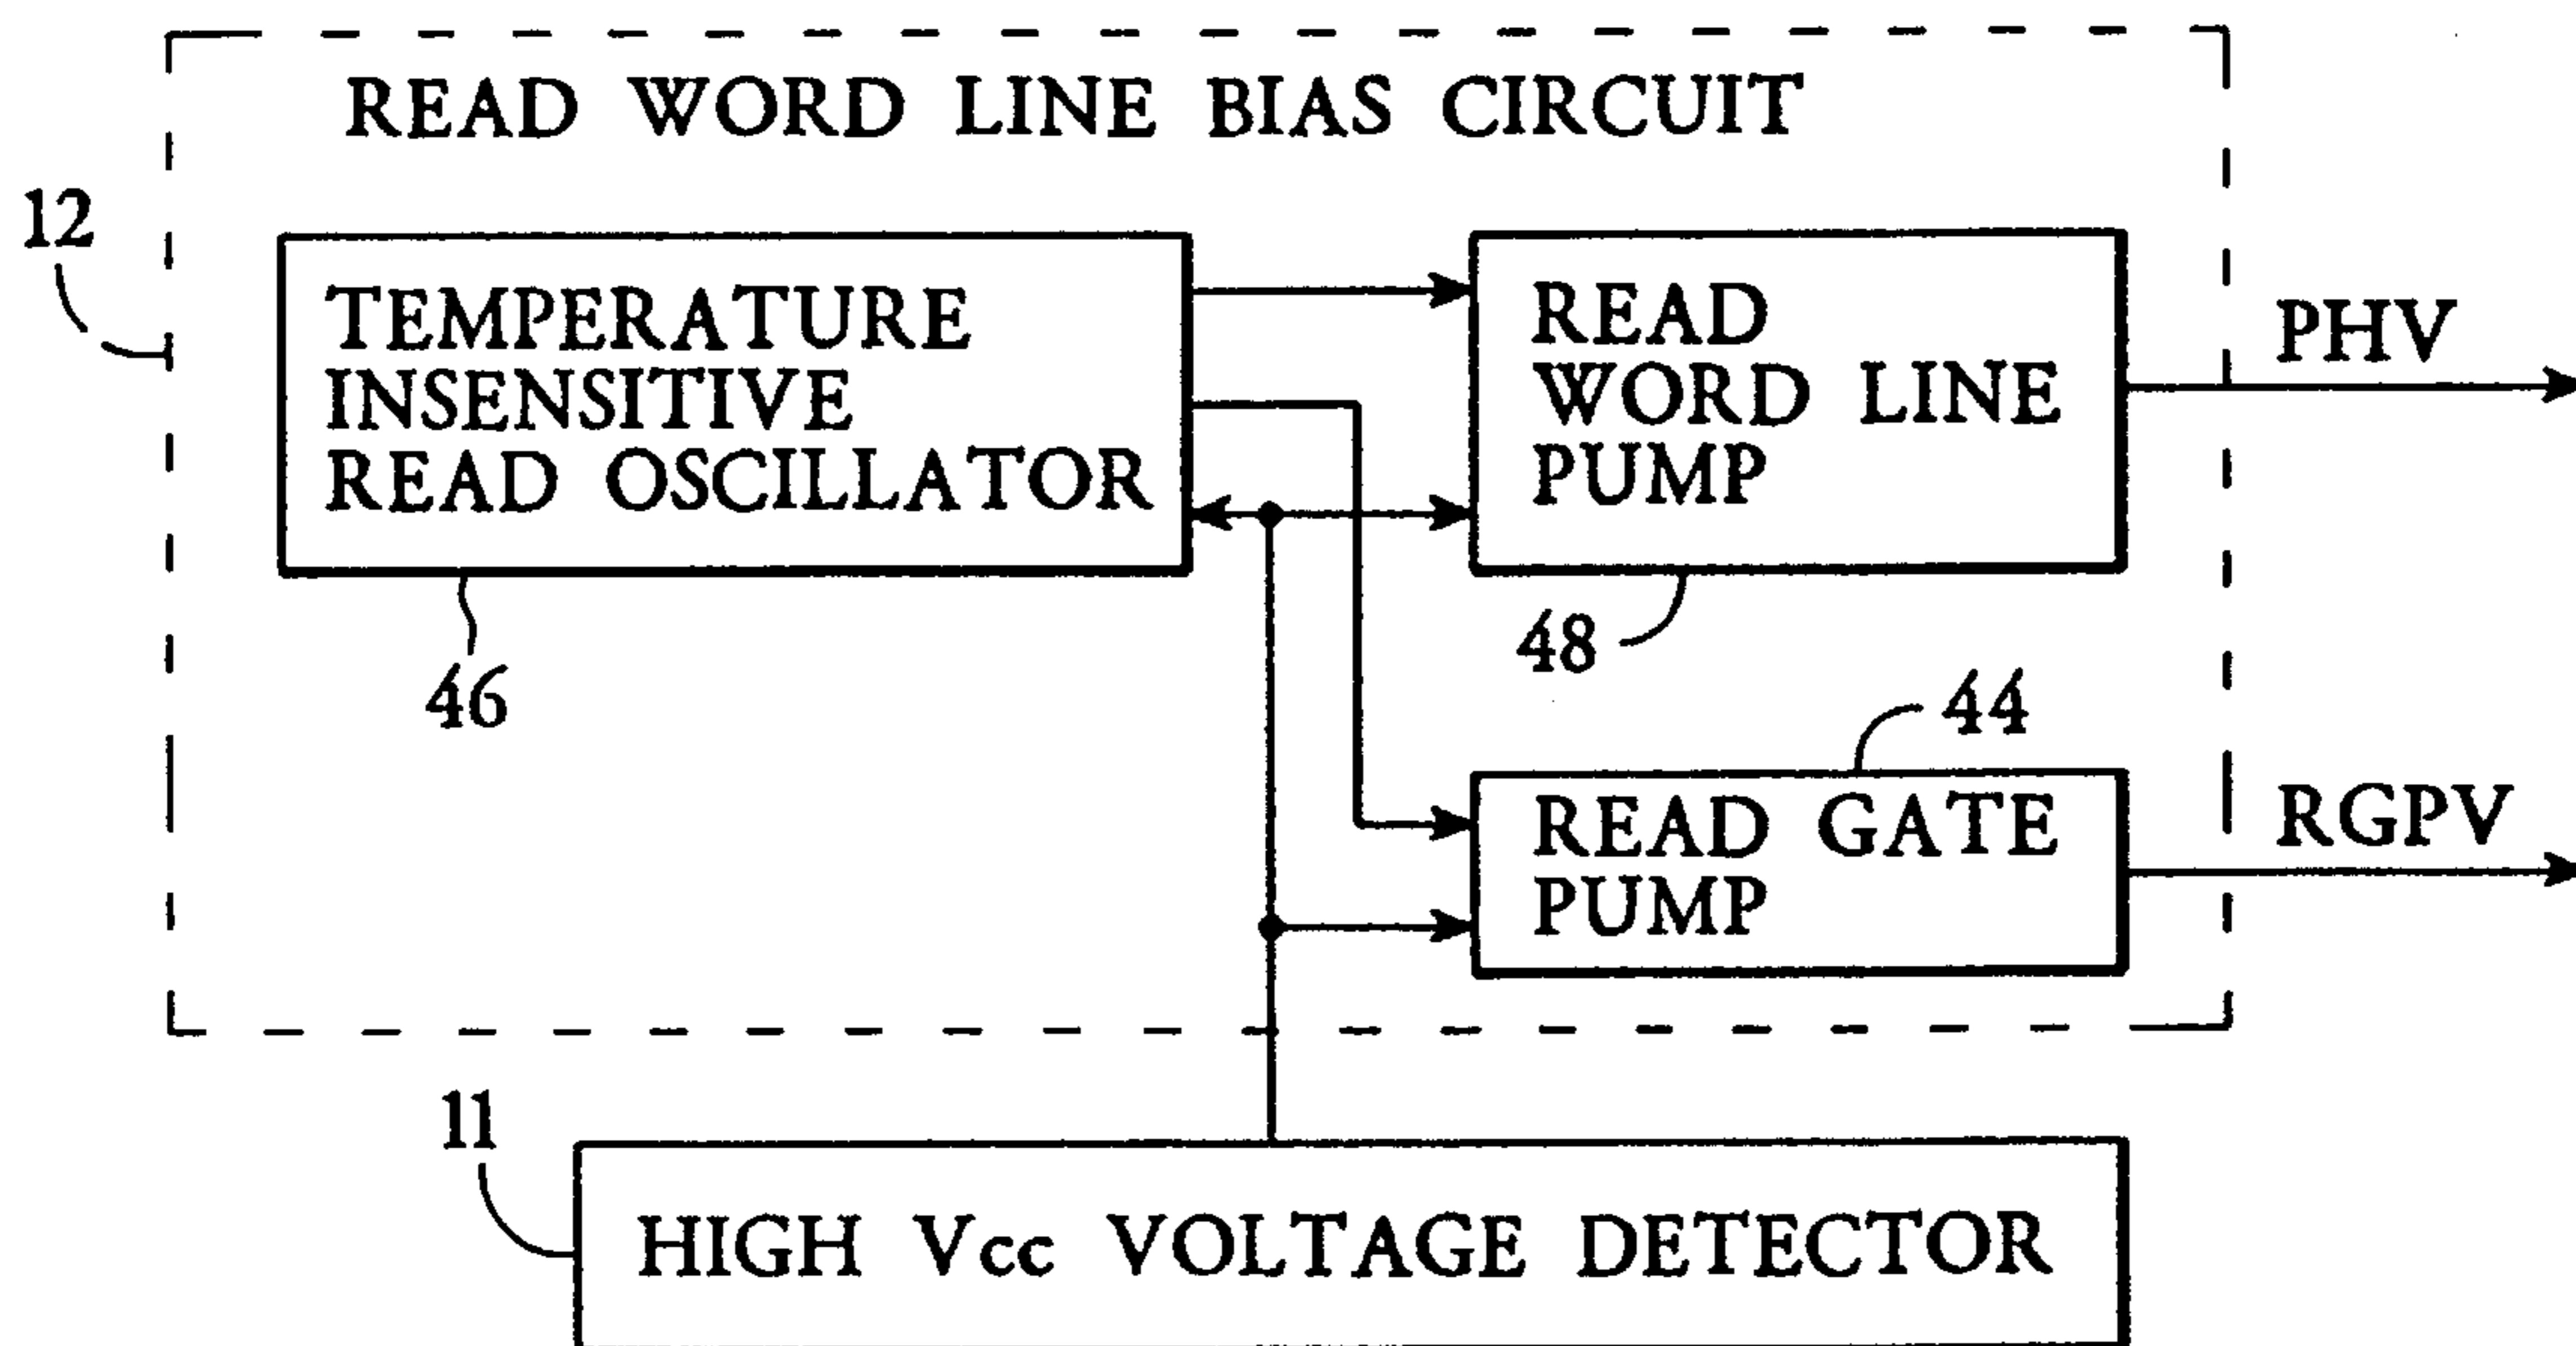 READ WORD LINE BIAS CIRCUIT
12
TEMPERATURE
INSENSITIVE
READ OSCILLATOR
46
READ
WORD LINE
PUMP
48
PHV
44
READ GATE
PUMP
RGPV
11
HIGH Vcc VOLTAGE DETECTOR